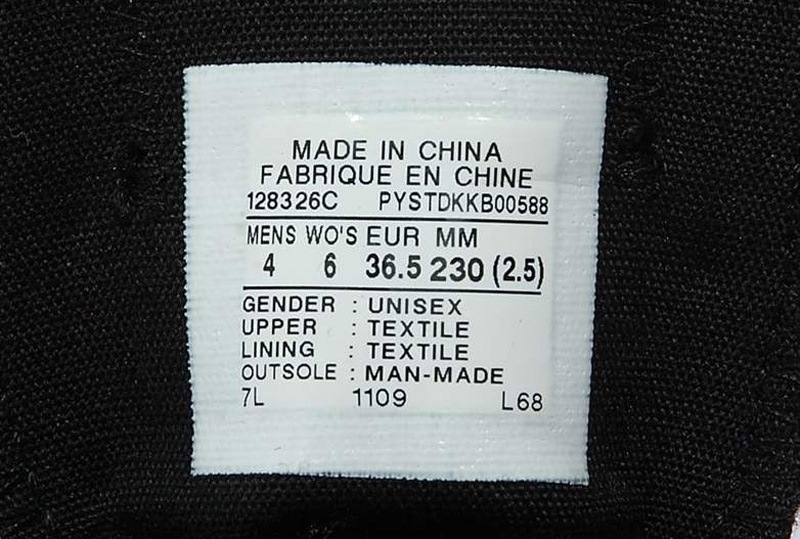 MADE IN CHINA
FABRIQUE EN CHINE
128326C PYSTDKKB00588
MENS WO'S EUR MM
4 6 36.5 230 (2.5)
GENDER : UNISEX
UPPER : TEXTILE
LINING : TEXTILE
OUTSOLE : MAN-MADE
7L 1109 L68